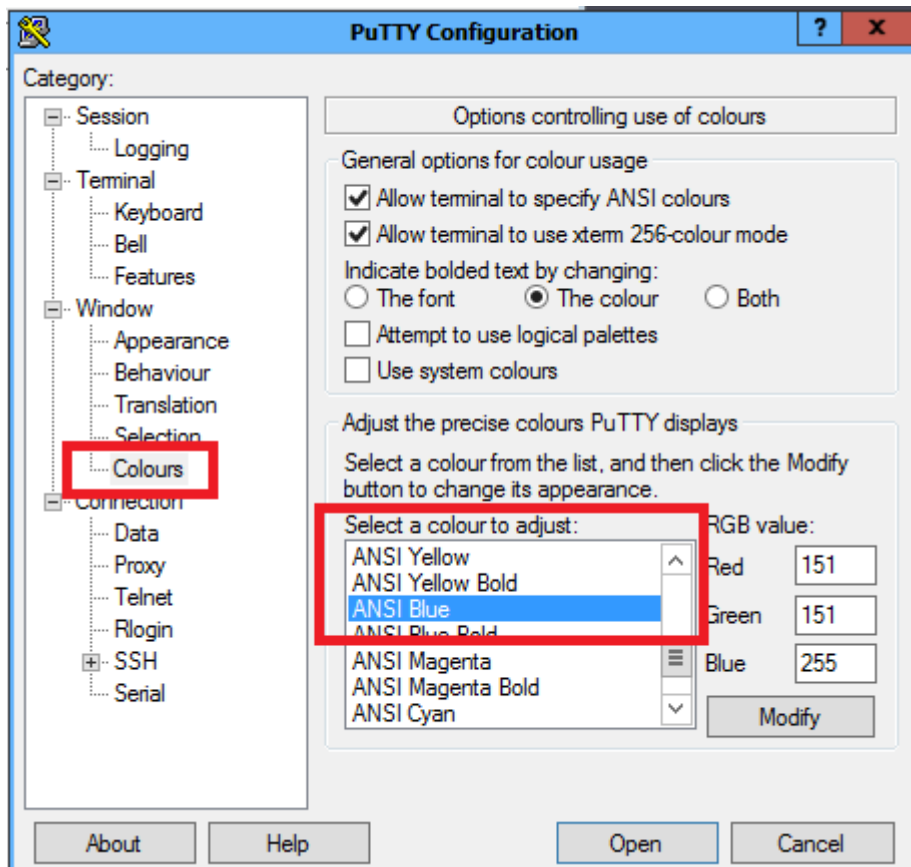 PuTTY Configuration
?
x
Category:
Session
Logging
Terminal
Keyboard
Bell
Features
Window
Appearance
Behaviour
Translation
Selection
Colours
Connection
Data
Proxy
Telnet
Rlogin
SSH
Serial
Options controlling use of colours
General options for colour usage
Allow terminal to specify ANSI colours
Allow terminal to use xterm 256-colour mode
Indicate bolded text by changing:
The font The colour Both
Attempt to use logical palettes
Use system colours
Adjust the precise colours PuTTY displays
Select a colour from the list, and then click the Modify
button to change its appearance.
Select a colour to adjust:
ANSI Yellow
ANSI Yellow Bold
ANSI Blue
ANSI Blue Bold
ANSI Magenta
ANSI Magenta Bold
ANSI Cyan
RGB value:
Red 151
Green 151
Blue 255
Modify
About Help Open Cancel